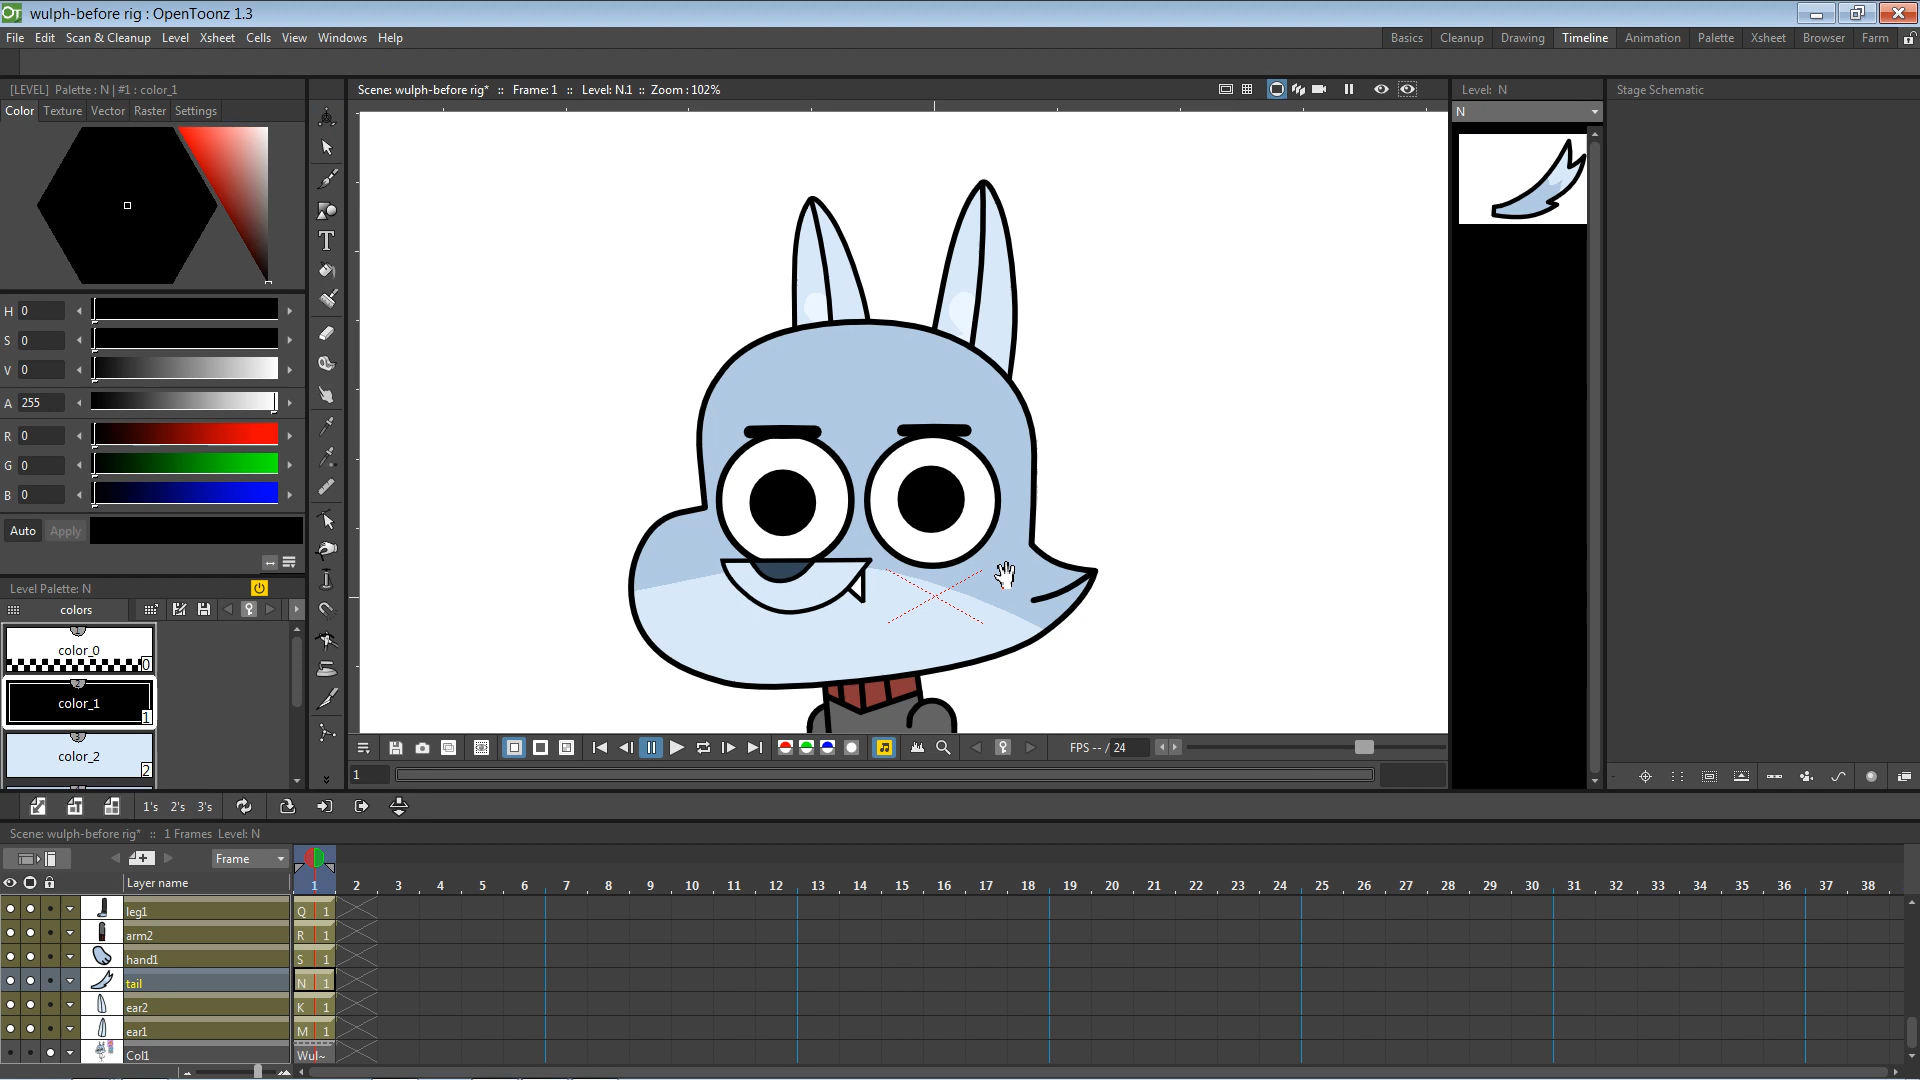 wulph-before rig : OpenToonz 1.3
File Edit Scan & Cleanup Level Xsheet Cells View Windows Help
Basics Cleanup Drawing Timeline Animation Palette Xsheet Browser Farm
[LEVEL] Palette : N | #1 : color_1
Color Texture Vector Raster Settings
Scene: wulph-before rig* :: Frame: 1 :: Level: N.1 :: Zoom : 102%
Level: N
N
Stage Schematic
H 0
S 0
V 0
A 255
R 0
G 0
B 0
Auto Apply
Level Palette: N
colors
1
color_0
0
2
color_1
1
3
color_2
2
FPS -- / 24
1
1's 2's 3's
Scene: wulph-before rig* :: 1 Frames Level: N
Frame
Layer name
1 2 3 4 5 6 7 8 9 10 11 12 13 14 15 16 17 18 19 20 21 22 23 24 25 26 27 28 29 30 31 32 33 34 35 36 37 38
leg1 Q 1
arm2 R 1
hand1 S 1
tail N 1
ear2 K 1
ear1 M 1
Col1 Wul~